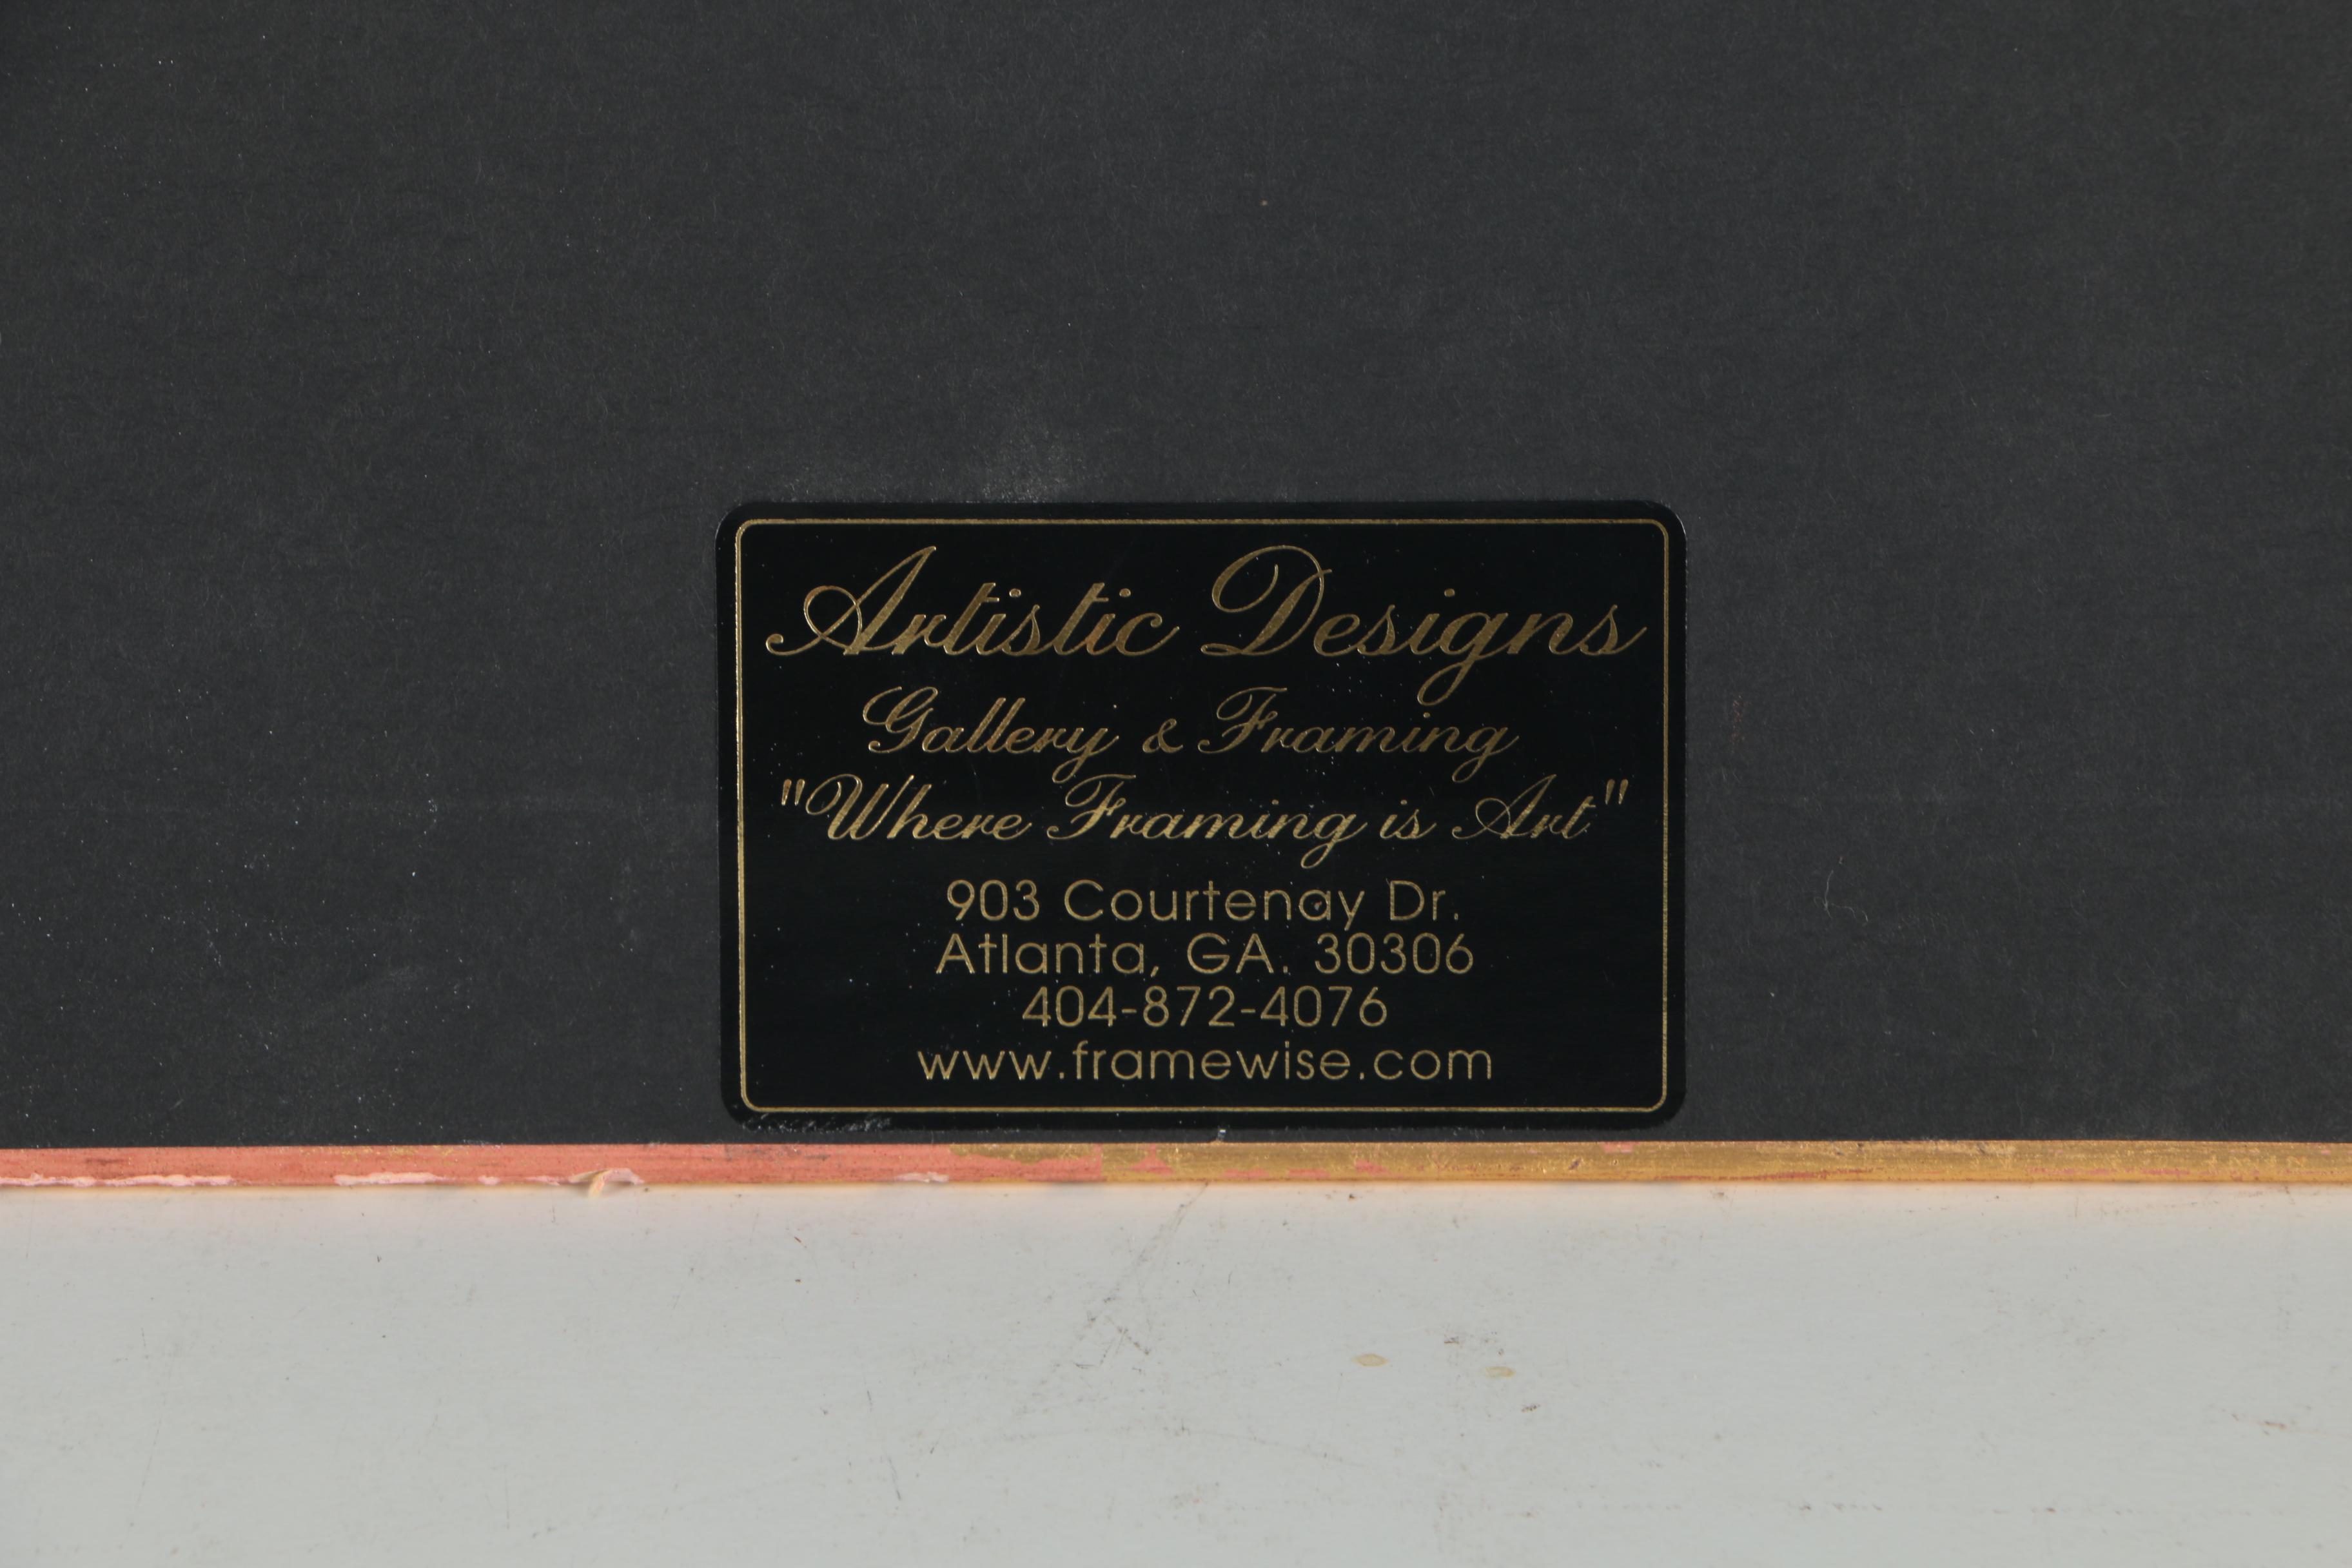 Artistic Designs
Gallery & Framing
"Where Framing is Art"
903 Courtenay Dr.
Atlanta, GA. 30306
404-872-4076
www.framewise.com